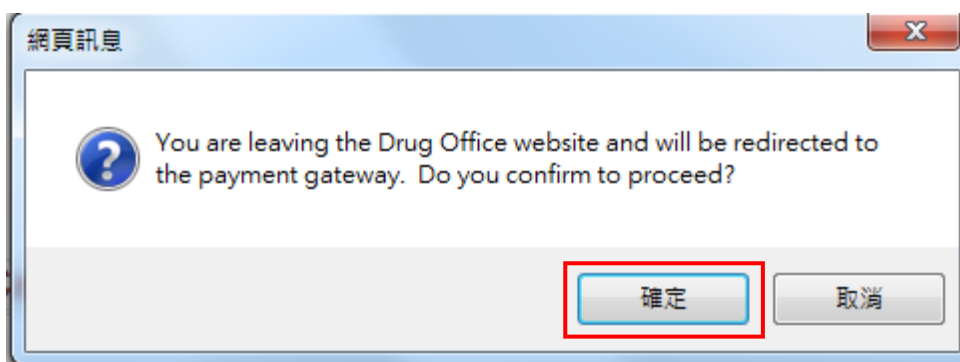 網頁訊息
You are leaving the Drug Office website and will be redirected to
the payment gateway.  Do you confirm to proceed?
確定
取消